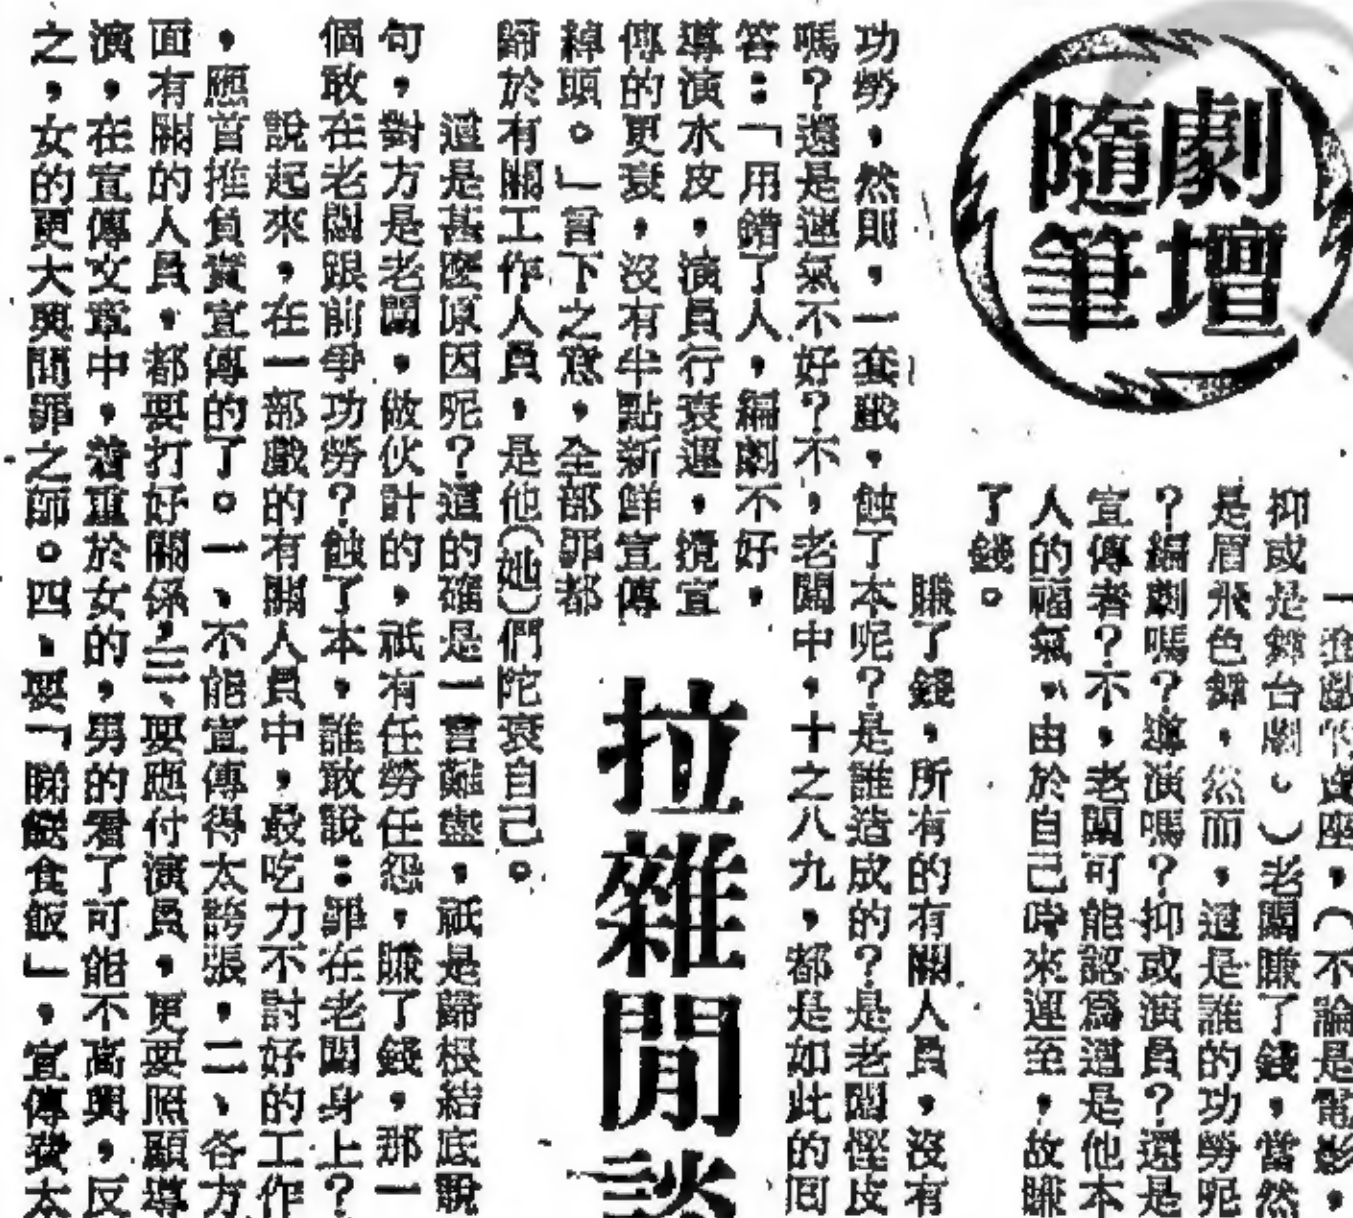 劇壇
隨筆
拉雜閒談
一套戲的賣座，（不論是電影，
抑或是舞台劇。）老闆賺了錢，當然
是眉飛色舞，然而，這是誰的功勞呢
？編劇嗎？導演嗎？抑或演員？還是
宣傳者？不，老闆可能認爲這是他本
人的福氣，由於自己時來運至，故賺
了錢。
賺了錢，所有的有關人員，沒有
功勞，然則，一套戲，蝕了本呢？是誰造成的？是老闆慳皮
嗎？還是運氣不好？不，老闆中，十之八九，都是如此的回
答：「用錯了人，編劇不好，
導演水皮，演員行衰運，攪宣
傳的更衰，沒有半點新鮮宣傳
綽頭。」言下之意，全部罪都
歸於有關工作人員，是他（她）們陀衰自己。
這是甚麼原因呢？這的確是一言難盡，祇是歸根結底說
句，對方是老闆，做伙計的，祇有任勞任怨，賺了錢，那一
個敢在老闆跟前爭功勞？蝕了本，誰敢說：罪在老闆身上？
說起來，在一部戲的有關人員中，最吃力不討好的工作
，應首推負責宣傳的了。一、不能宣傳得太誇張，二、各方
面有關的人員，都要打好關係，三、要應付演員，更要照顧導
演，在宣傳文章中，着重於女的，男的看了可能不高興，反
之，女的更大興問罪之師。四、要「睇餸食飯」，宣傳費太